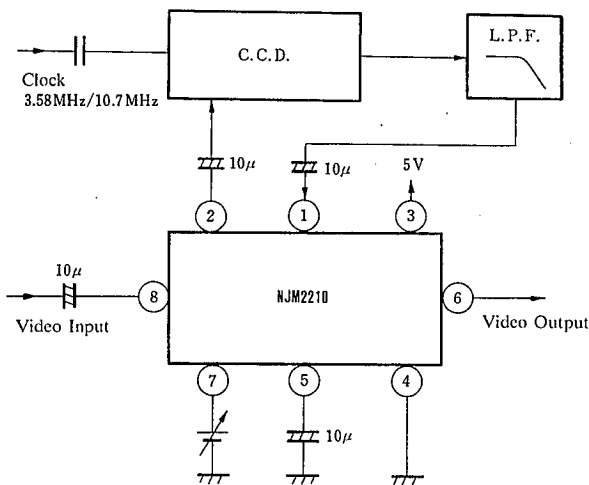 C.C.D.
L.P.F.
Clock
3.58MHz/10.7MHz
10μ
10μ
5V
2
1
3
10μ
8
NJM2210
6
Video Input
Video Output
7
5
4
10μ